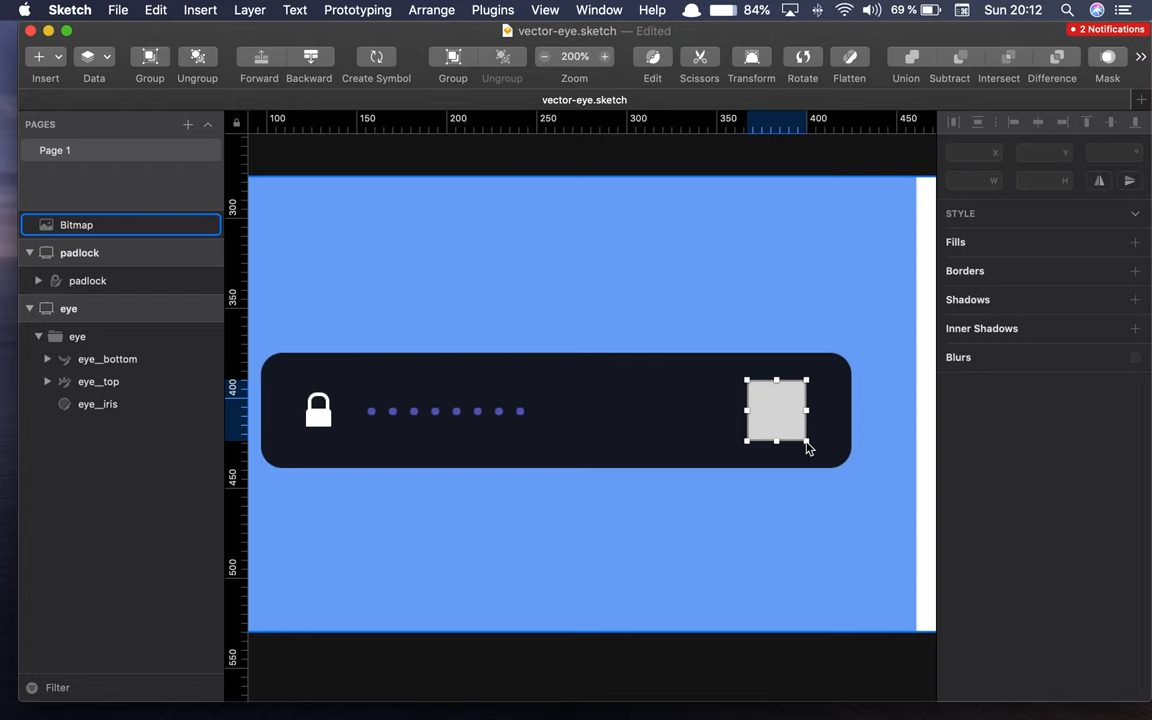 Sketch File Edit Insert Layer Text Prototyping Arrange Plugins View Window Help 84% 69 % Sun 20:12
vector-eye.sketch — Edited
2 Notifications
Insert Data Group Ungroup Forward Backward Create Symbol Group Ungroup 200% Zoom Edit Scissors Transform Rotate Flatten Union Subtract Intersect Difference Mask
vector-eye.sketch
PAGES
100 150 200 250 300 350 400 450
Page 1
X Y °
W H
Bitmap
padlock
padlock
eye
eye
eye__bottom
eye__top
eye__iris
300
350
400
450
500
550
STYLE
Fills
Borders
Shadows
Inner Shadows
Blurs
Filter